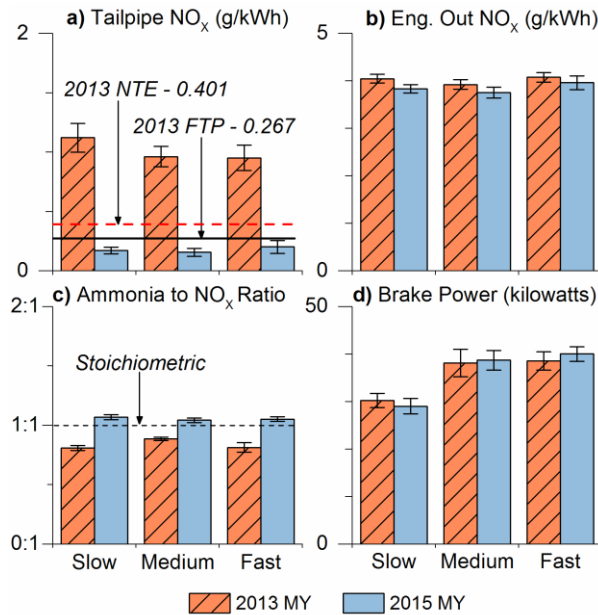 a) Tailpipe NOX (g/kWh)
2
2013 NTE - 0.401
2013 FTP - 0.267
0
b) Eng. Out NOX (g/kWh)
5
0
c) Ammonia to NOX Ratio
2:1
Stoichiometric
1:1
0:1
Slow Medium Fast
d) Brake Power (kilowatts)
50
0
Slow Medium Fast
2013 MY 2015 MY